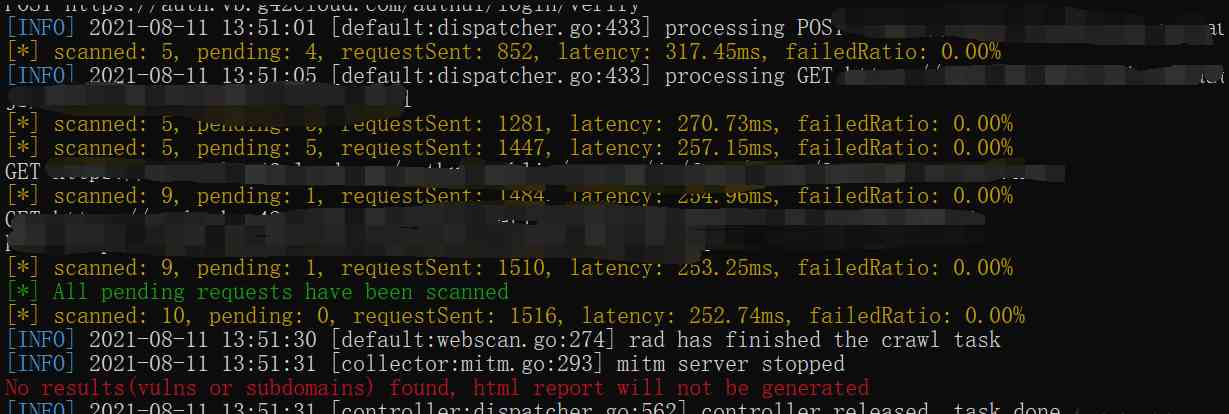 POST https://auth.vb.g42cloud.com/authui/login/verify
[INFO] 2021-08-11 13:51:01 [default:dispatcher.go:433] processing POST
[*] scanned: 5, pending: 4, requestSent: 852, latency: 317.45ms, failedRatio: 0.00%
[INFO] 2021-08-11 13:51:05 [default:dispatcher.go:433] processing GET
[*] scanned: 5, pending: 5, requestSent: 1281, latency: 270.73ms, failedRatio: 0.00%
[*] scanned: 5, pending: 5, requestSent: 1447, latency: 257.15ms, failedRatio: 0.00%
GET
[*] scanned: 9, pending: 1, requestSent: 1484, latency: 254.96ms, failedRatio: 0.00%
GET
[*] scanned: 9, pending: 1, requestSent: 1510, latency: 253.25ms, failedRatio: 0.00%
[*] All pending requests have been scanned
[*] scanned: 10, pending: 0, requestSent: 1516, latency: 252.74ms, failedRatio: 0.00%
[INFO] 2021-08-11 13:51:30 [default:webscan.go:274] rad has finished the crawl task
[INFO] 2021-08-11 13:51:31 [collector:mitm.go:293] mitm server stopped
No results(vulns or subdomains) found, html report will not be generated
[INFO] 2021-08-11 13:51:31 [controller:dispatcher.go:562] controller released, task done